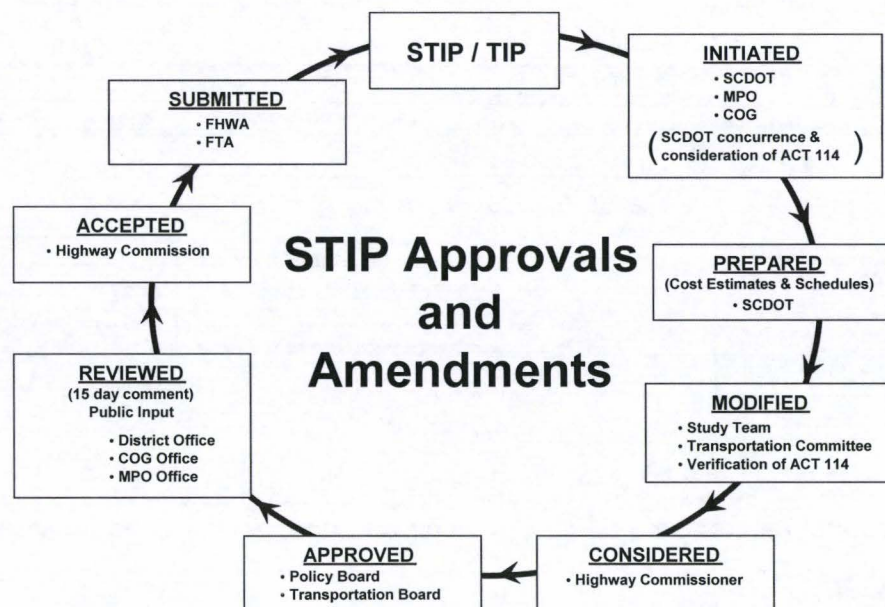 STIP / TIP
INITIATED
• SCDOT
• MPO
• COG
(SCDOT concurrence &
consideration of ACT 114)
PREPARED
(Cost Estimates & Schedules)
• SCDOT
MODIFIED
• Study Team
• Transportation Committee
• Verification of ACT 114
CONSIDERED
• Highway Commissioner
APPROVED
• Policy Board
• Transportation Board
REVIEWED
(15 day comment)
Public Input
• District Office
• COG Office
• MPO Office
ACCEPTED
• Highway Commission
SUBMITTED
• FHWA
• FTA
STIP Approvals
and
Amendments